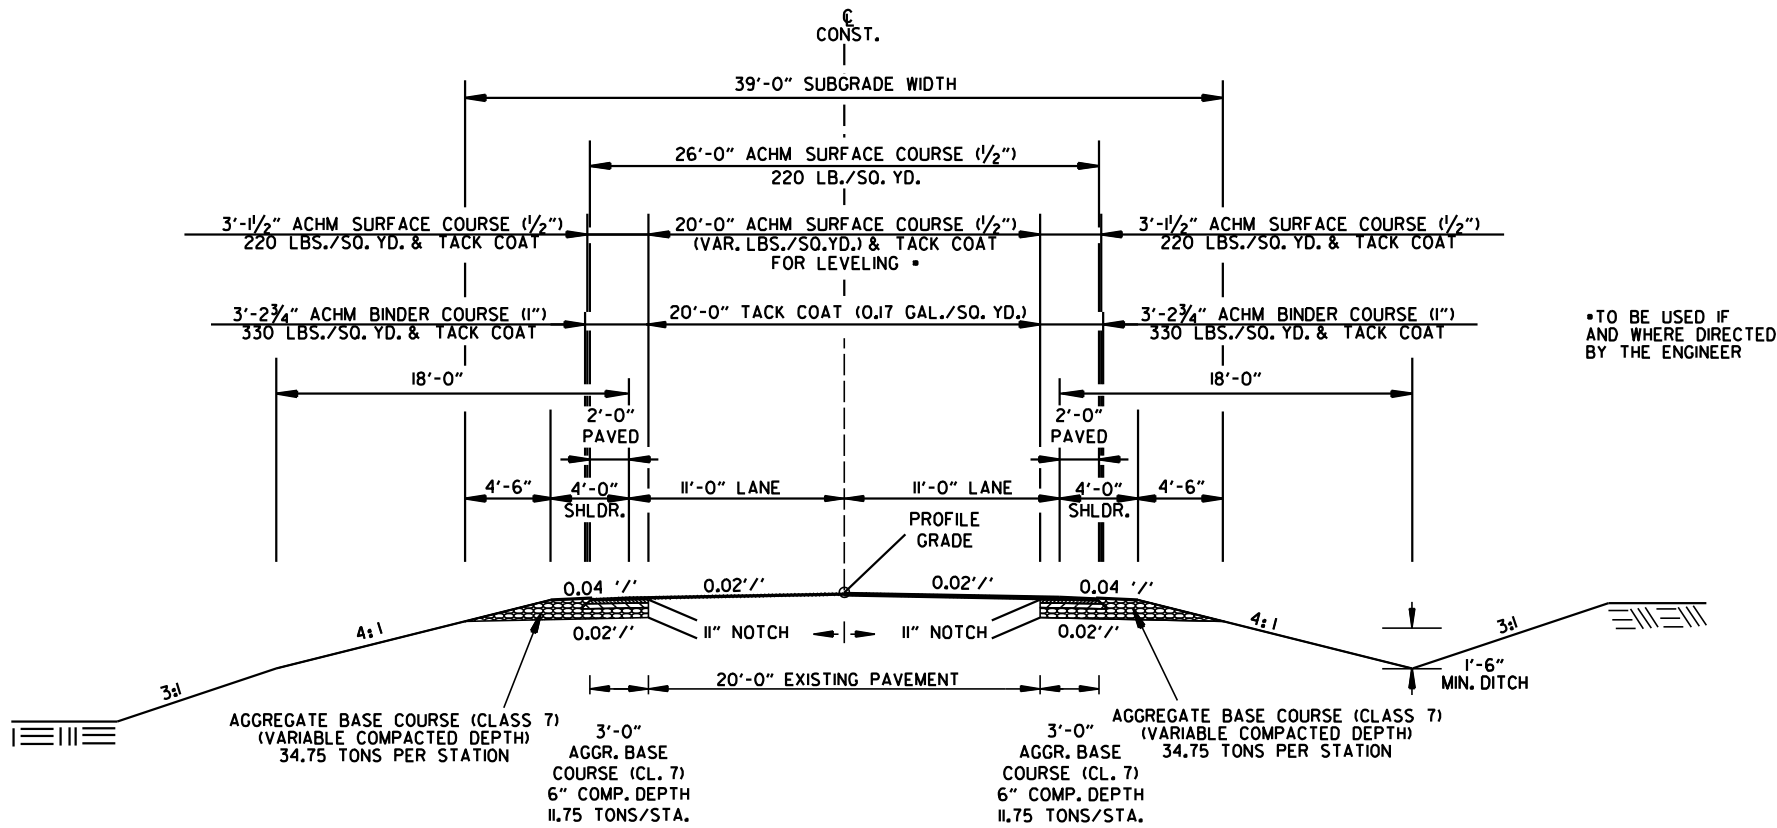 ℄
CONST.
39'-0" SUBGRADE WIDTH
26'-0" ACHM SURFACE COURSE (1/2")
220 LB./SQ. YD.
3'-1 1/2" ACHM SURFACE COURSE (1/2")
220 LBS./SQ. YD. & TACK COAT
20'-0" ACHM SURFACE COURSE (1/2")
(VAR. LBS./SQ.YD.) & TACK COAT
FOR LEVELING *
3'-1 1/2" ACHM SURFACE COURSE (1/2")
220 LBS./SQ. YD. & TACK COAT
3'-2 3/4" ACHM BINDER COURSE (1")
330 LBS./SQ. YD. & TACK COAT
20'-0" TACK COAT (0.17 GAL./SQ. YD.)
3'-2 3/4" ACHM BINDER COURSE (1")
330 LBS./SQ. YD. & TACK COAT
*TO BE USED IF
AND WHERE DIRECTED
BY THE ENGINEER
18'-0"
18'-0"
2'-0"
PAVED
2'-0"
PAVED
4'-6"
4'-0"
SHLDR.
11'-0" LANE
11'-0" LANE
4'-0"
SHLDR.
4'-6"
PROFILE
GRADE
0.04 '/'
0.02'/'
0.02'/'
0.04 '/'
4:1
0.02'/'
11" NOTCH
11" NOTCH
0.02'/'
4:1
3:1
3:1
1'-6"
MIN. DITCH
20'-0" EXISTING PAVEMENT
AGGREGATE BASE COURSE (CLASS 7)
(VARIABLE COMPACTED DEPTH)
34.75 TONS PER STATION
3'-0"
AGGR. BASE
COURSE (CL. 7)
6" COMP. DEPTH
11.75 TONS/STA.
3'-0"
AGGR. BASE
COURSE (CL. 7)
6" COMP. DEPTH
11.75 TONS/STA.
AGGREGATE BASE COURSE (CLASS 7)
(VARIABLE COMPACTED DEPTH)
34.75 TONS PER STATION